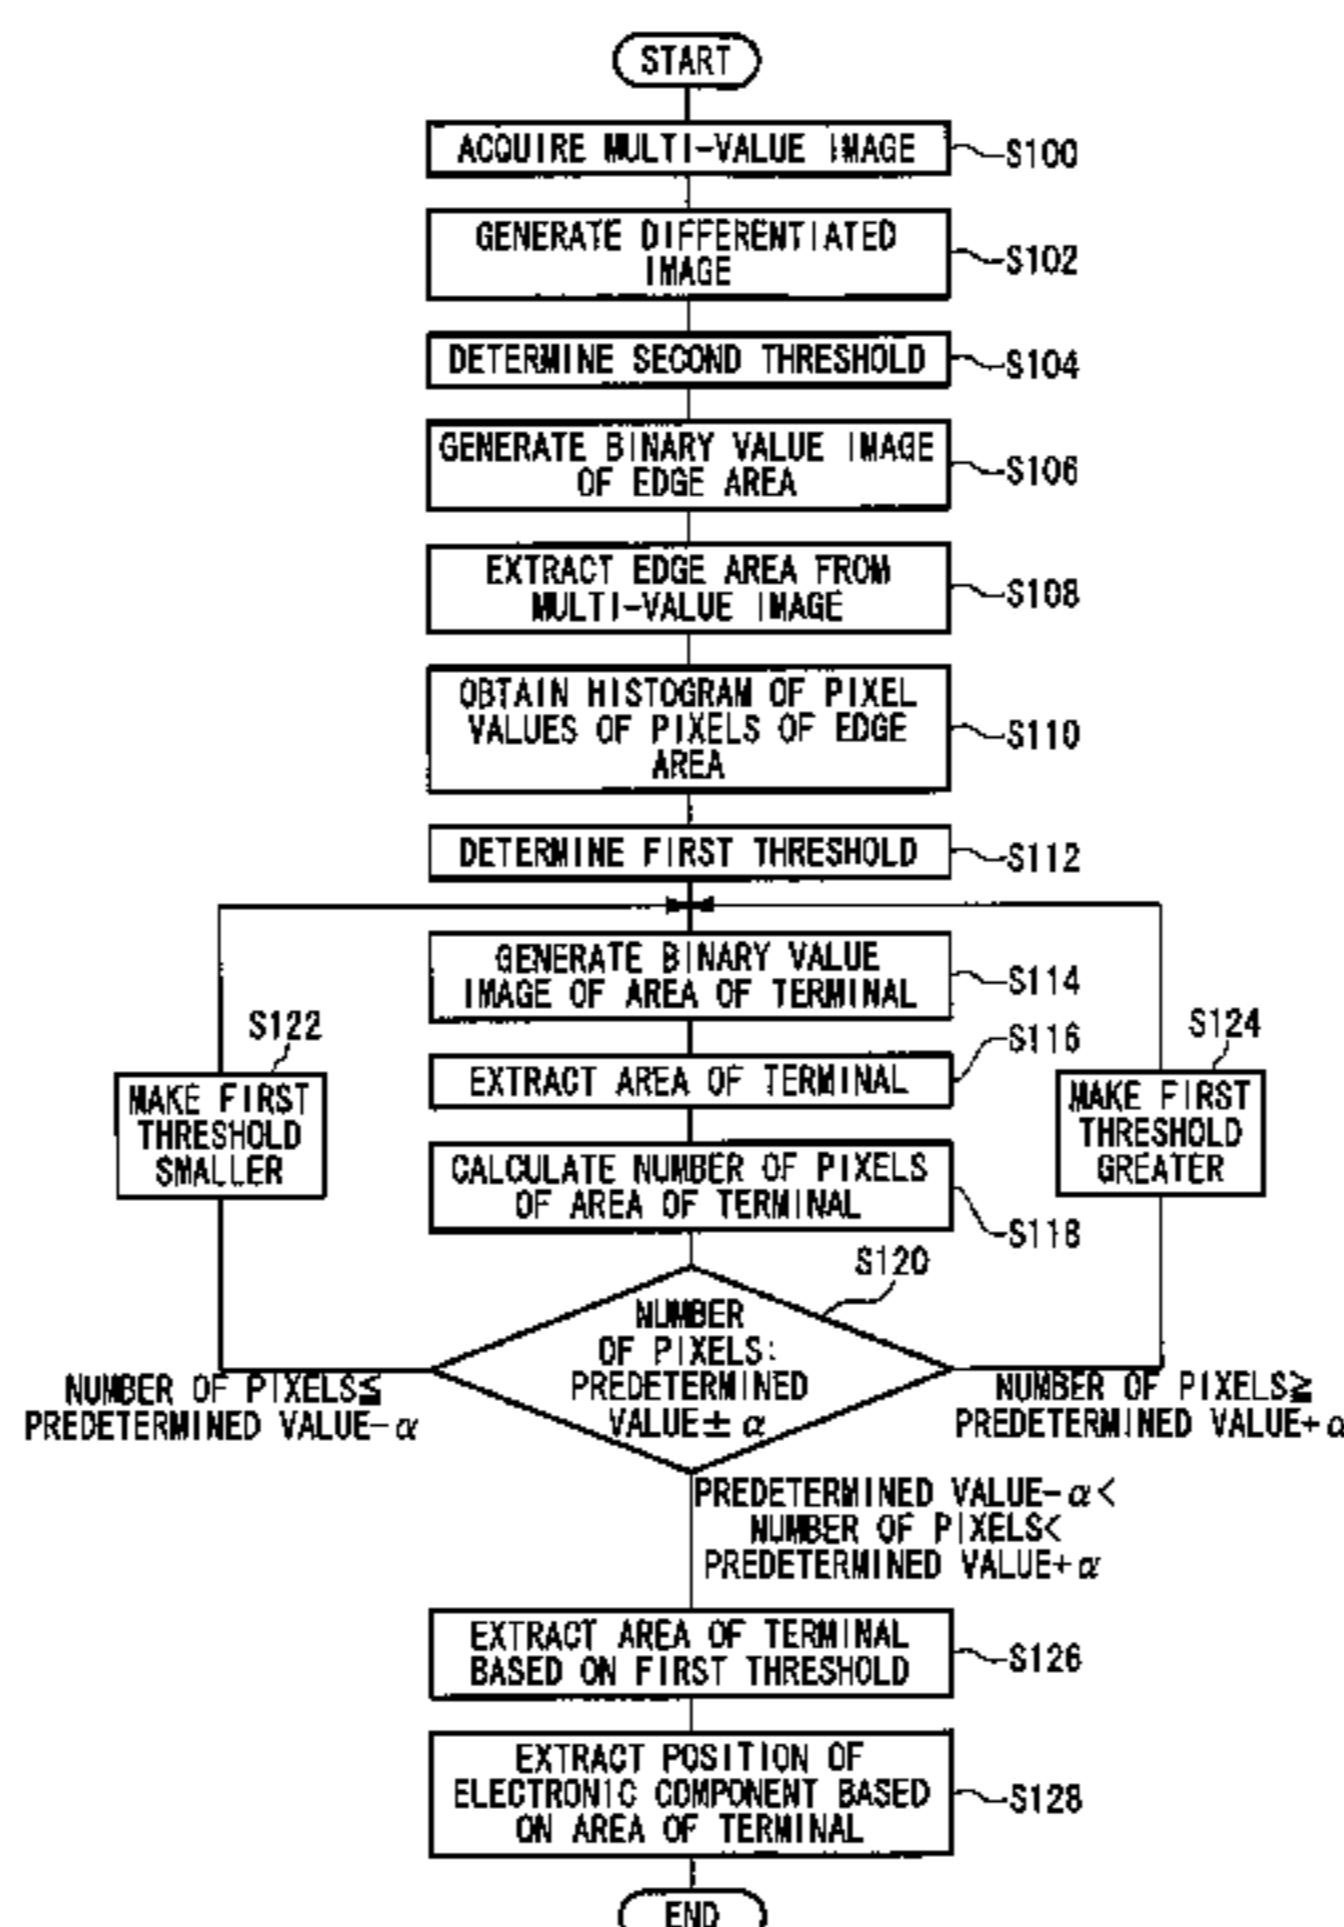 START
ACQUIRE MULTI-VALUE IMAGE
S100
GENERATE DIFFERENTIATED
IMAGE
S102
DETERMINE SECOND THRESHOLD
S104
GENERATE BINARY VALUE IMAGE
OF EDGE AREA
S106
EXTRACT EDGE AREA FROM
MULTI-VALUE IMAGE
S108
OBTAIN HISTOGRAM OF PIXEL
VALUES OF PIXELS OF EDGE
AREA
S110
DETERMINE FIRST THRESHOLD
S112
GENERATE BINARY VALUE
IMAGE OF AREA OF TERMINAL
S114
S122
MAKE FIRST
THRESHOLD
SMALLER
EXTRACT AREA OF TERMINAL
S116
S124
MAKE FIRST
THRESHOLD
GREATER
CALCULATE NUMBER OF PIXELS
OF AREA OF TERMINAL
S118
S120
NUMBER
OF PIXELS:
PREDETERMINED
VALUE±α
NUMBER OF PIXELS≦
PREDETERMINED VALUE-α
NUMBER OF PIXELS≧
PREDETERMINED VALUE+α
PREDETERMINED VALUE-α<
NUMBER OF PIXELS<
PREDETERMINED VALUE+α
EXTRACT AREA OF TERMINAL
BASED ON FIRST THRESHOLD
S126
EXTRACT POSITION OF
ELECTRONIC COMPONENT BASED
ON AREA OF TERMINAL
S128
END